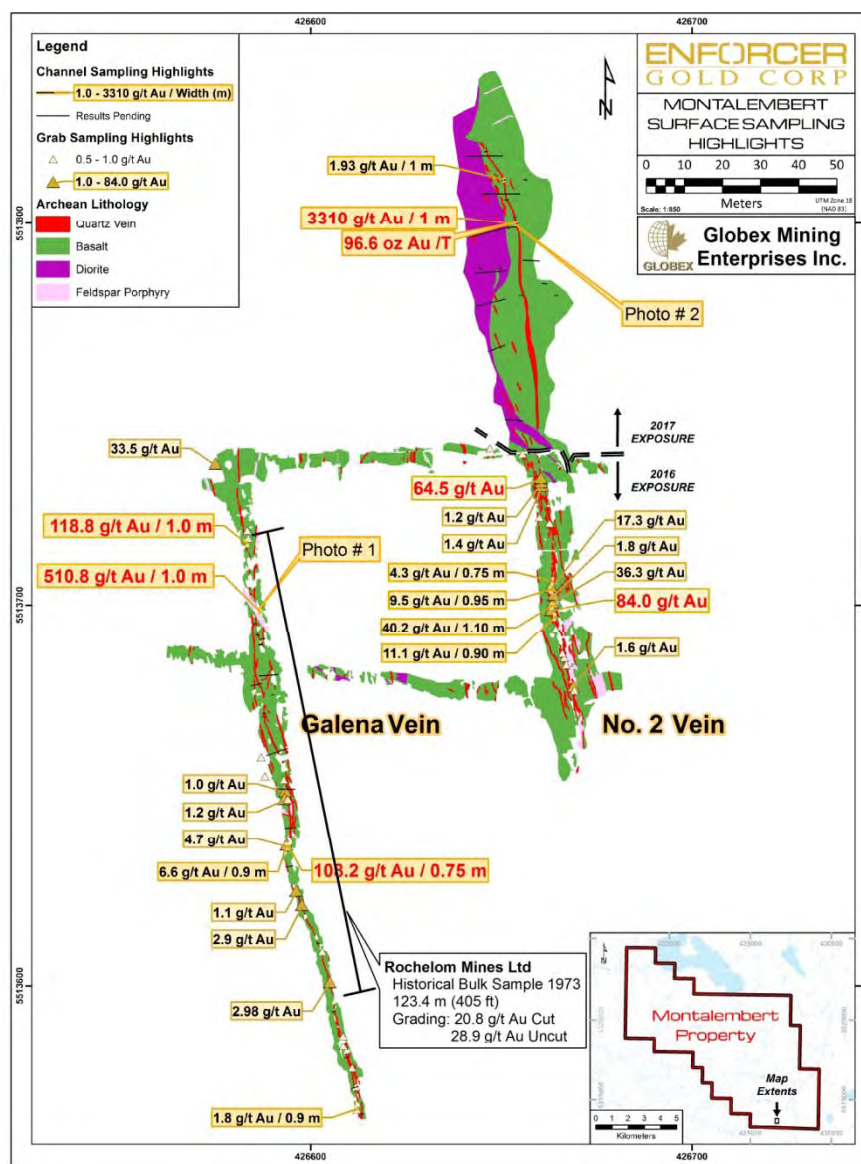 426600
426700
Legend
Channel Sampling Highlights
1.0 - 3310 g/t Au / Width (m)
Results Pending
Grab Sampling Highlights
0.5 - 1.0 g/t Au
1.0 - 84.0 g/t Au
Archean Lithology
Quartz Vein
Basalt
Diorite
Feldspar Porphyry
N
ENFORCER
GOLD CORP
MONTALEMBERT
SURFACE SAMPLING
HIGHLIGHTS
0 10 20 30 40 50
Meters
Scale: 1:850
UTM Zone 18
(NAD 83)
GLOBEX
Globex Mining
Enterprises Inc.
5513800
1.93 g/t Au / 1 m
3310 g/t Au / 1 m
96.6 oz Au /T
Photo # 2
2017
EXPOSURE
2016
EXPOSURE
33.5 g/t Au
64.5 g/t Au
1.2 g/t Au
1.4 g/t Au
17.3 g/t Au
1.8 g/t Au
36.3 g/t Au
84.0 g/t Au
118.8 g/t Au / 1.0 m
Photo # 1
510.8 g/t Au / 1.0 m
4.3 g/t Au / 0.75 m
9.5 g/t Au / 0.95 m
40.2 g/t Au / 1.10 m
11.1 g/t Au / 0.90 m
1.6 g/t Au
5513700
Galena Vein
No. 2 Vein
1.0 g/t Au
1.2 g/t Au
4.7 g/t Au
6.6 g/t Au / 0.9 m
103.2 g/t Au / 0.75 m
1.1 g/t Au
2.9 g/t Au
2.98 g/t Au
1.8 g/t Au / 0.9 m
5513600
Rochelom Mines Ltd
Historical Bulk Sample 1973
123.4 m (405 ft)
Grading: 20.8 g/t Au Cut
28.9 g/t Au Uncut
Montalembert
Property
Map
Extents
0 1 2 3 4 5
Kilometers
425000
430000
426600
426700